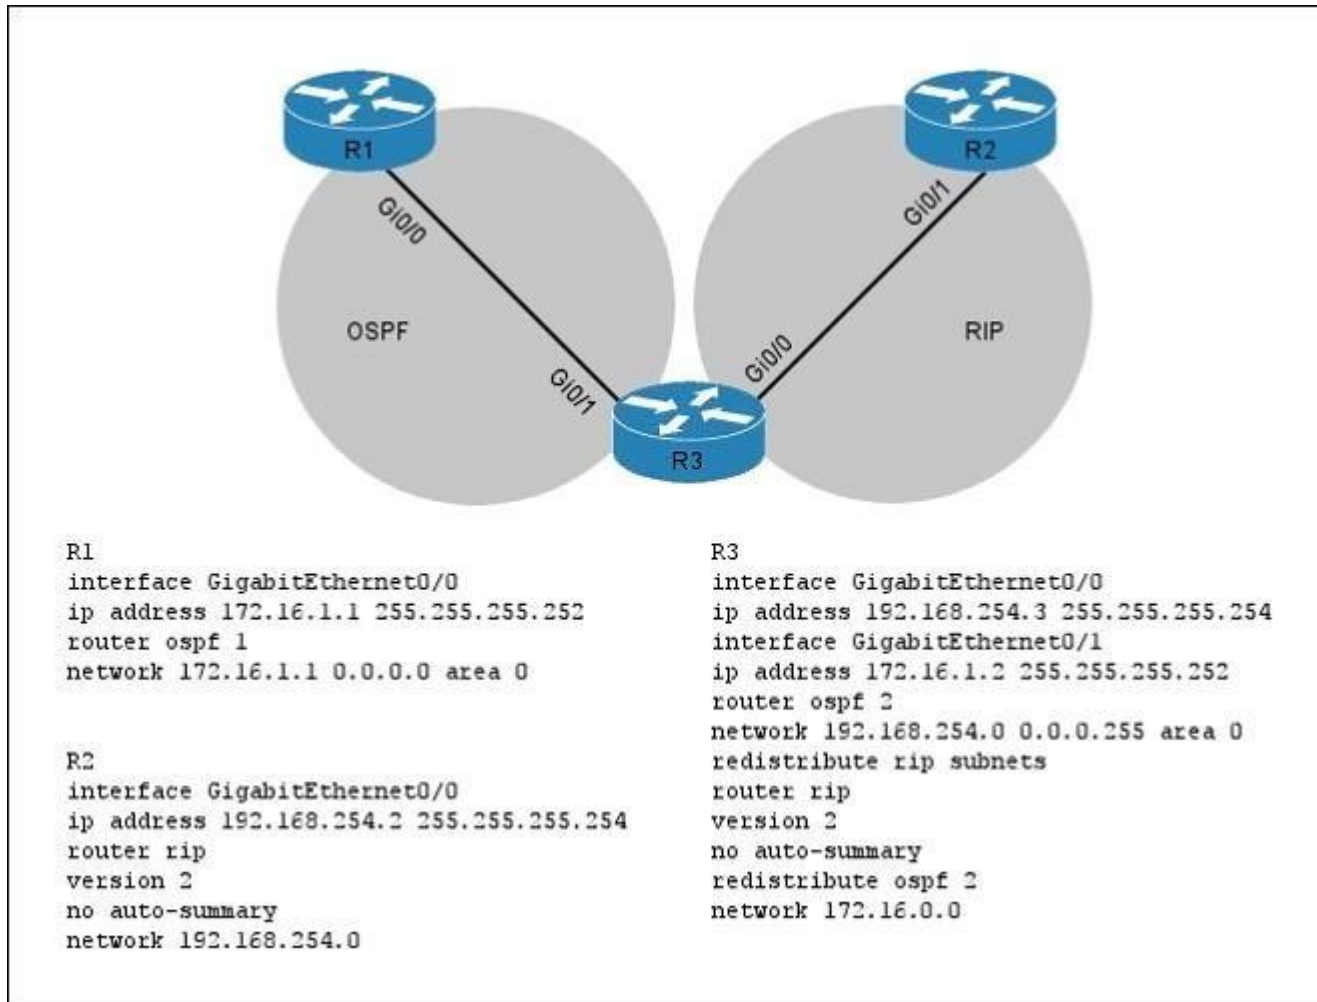 R1
R2
Gi0/0
Gi0/1
OSPF
RIP
Gi0/1
Gi0/0
R3
R1
interface GigabitEthernet0/0
ip address 172.16.1.1 255.255.255.252
router ospf 1
network 172.16.1.1 0.0.0.0 area 0
R2
interface GigabitEthernet0/0
ip address 192.168.254.2 255.255.255.254
router rip
version 2
no auto-summary
network 192.168.254.0
R3
interface GigabitEthernet0/0
ip address 192.168.254.3 255.255.255.254
interface GigabitEthernet0/1
ip address 172.16.1.2 255.255.255.252
router ospf 2
network 192.168.254.0 0.0.0.255 area 0
redistribute rip subnets
router rip
version 2
no auto-summary
redistribute ospf 2
network 172.16.0.0